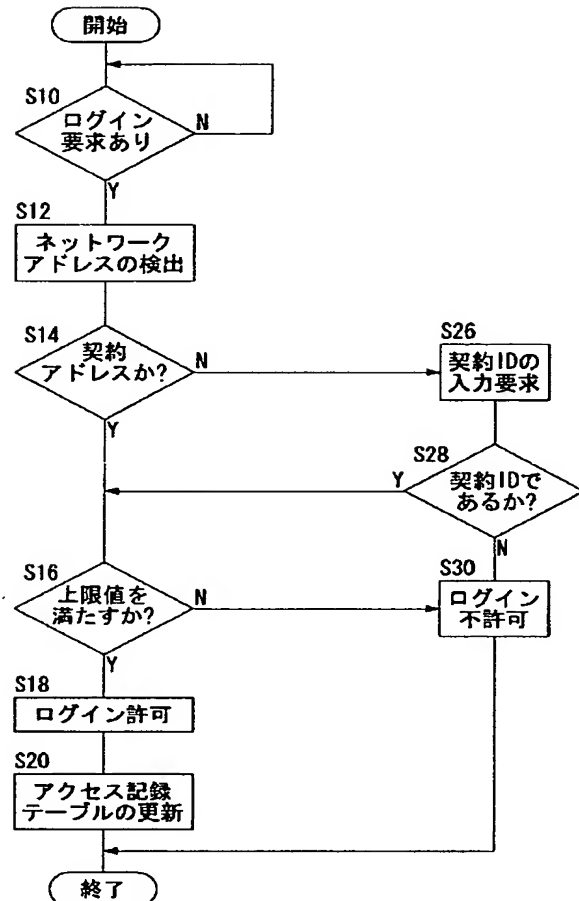 開始
S10
ログイン
要求あり
N
Y
S12
ネットワーク
アドレスの検出
S14
契約
アドレスか?
N
Y
S26
契約IDの
入力要求
S28
契約IDで
あるか?
Y
N
S16
上限値を
満たすか?
N
Y
S30
ログイン
不許可
S18
ログイン許可
S20
アクセス記録
テーブルの更新
終了